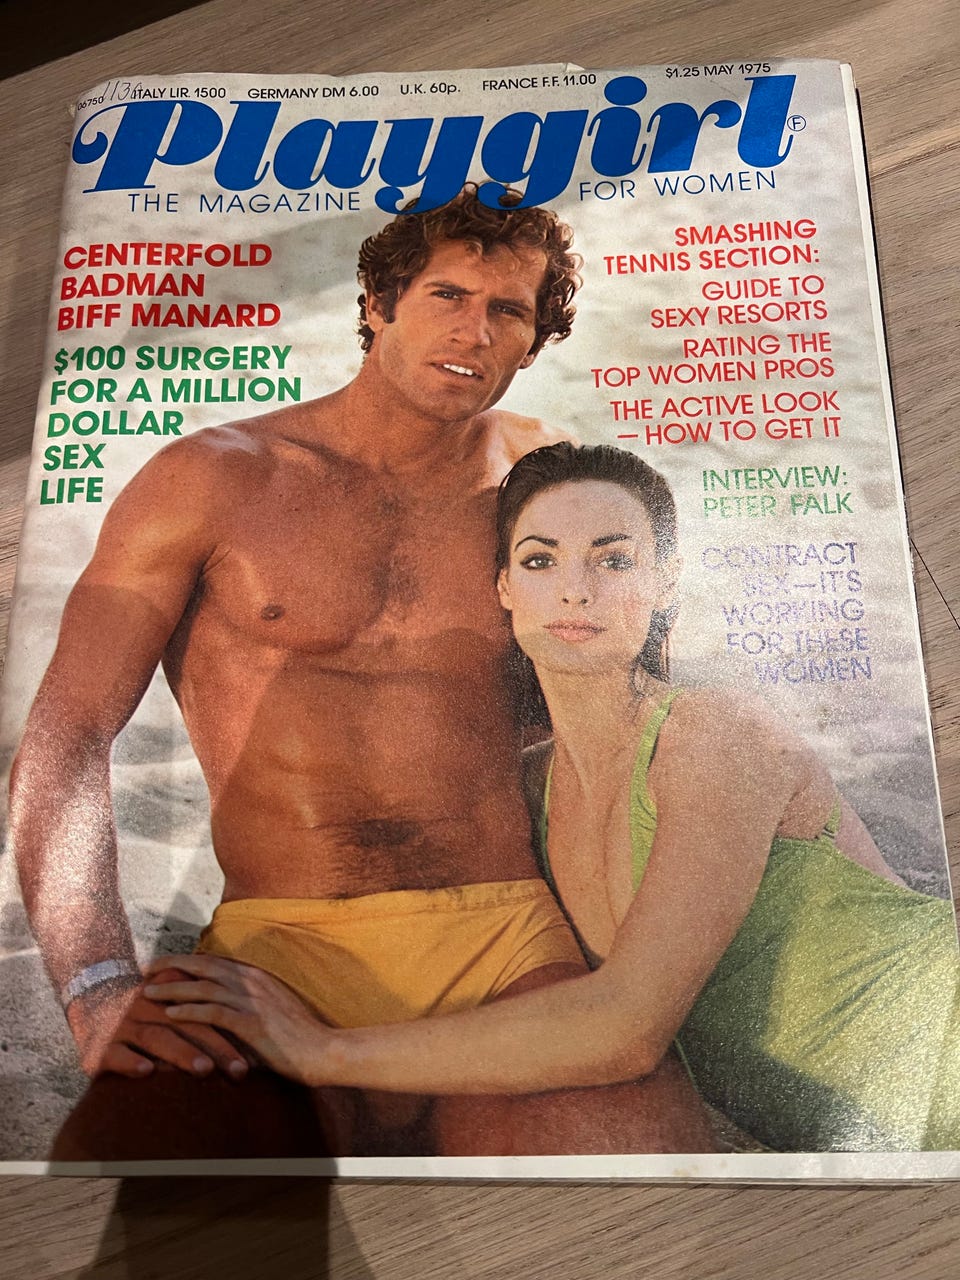 06750 ITALY LIR. 1500 GERMANY DM 6.00 U.K. 60p. FRANCE F.F. 11.00 $1.25 MAY 1975
Playgirl
THE MAGAZINE FOR WOMEN
CENTERFOLD
BADMAN
BIFF MANARD
$100 SURGERY
FOR A MILLION
DOLLAR
SEX
LIFE
SMASHING
TENNIS SECTION:
GUIDE TO
SEXY RESORTS
RATING THE
TOP WOMEN PROS
THE ACTIVE LOOK
—HOW TO GET IT
INTERVIEW:
PETER FALK
CONTRACT
SEX—IT'S
WORKING
FOR THESE
WOMEN